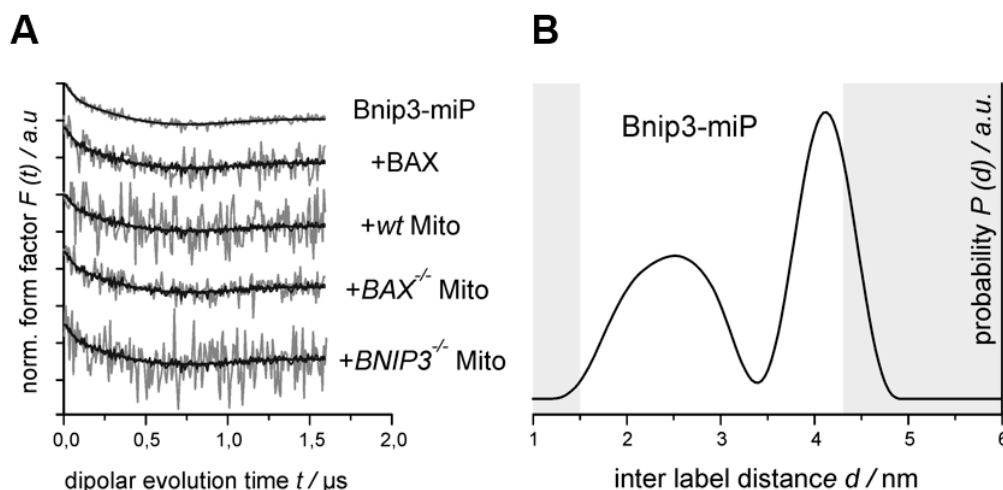 A
norm. form factor F (t) / a.u
Bnip3-miP
+BAX
+wt Mito
+BAX-/- Mito
+BNIP3-/- Mito
0,0 0,5 1,0 1,5 2,0
dipolar evolution time t / µs
B
Bnip3-miP
probability P (d) / a.u.
1 2 3 4 5 6
inter label distance d / nm